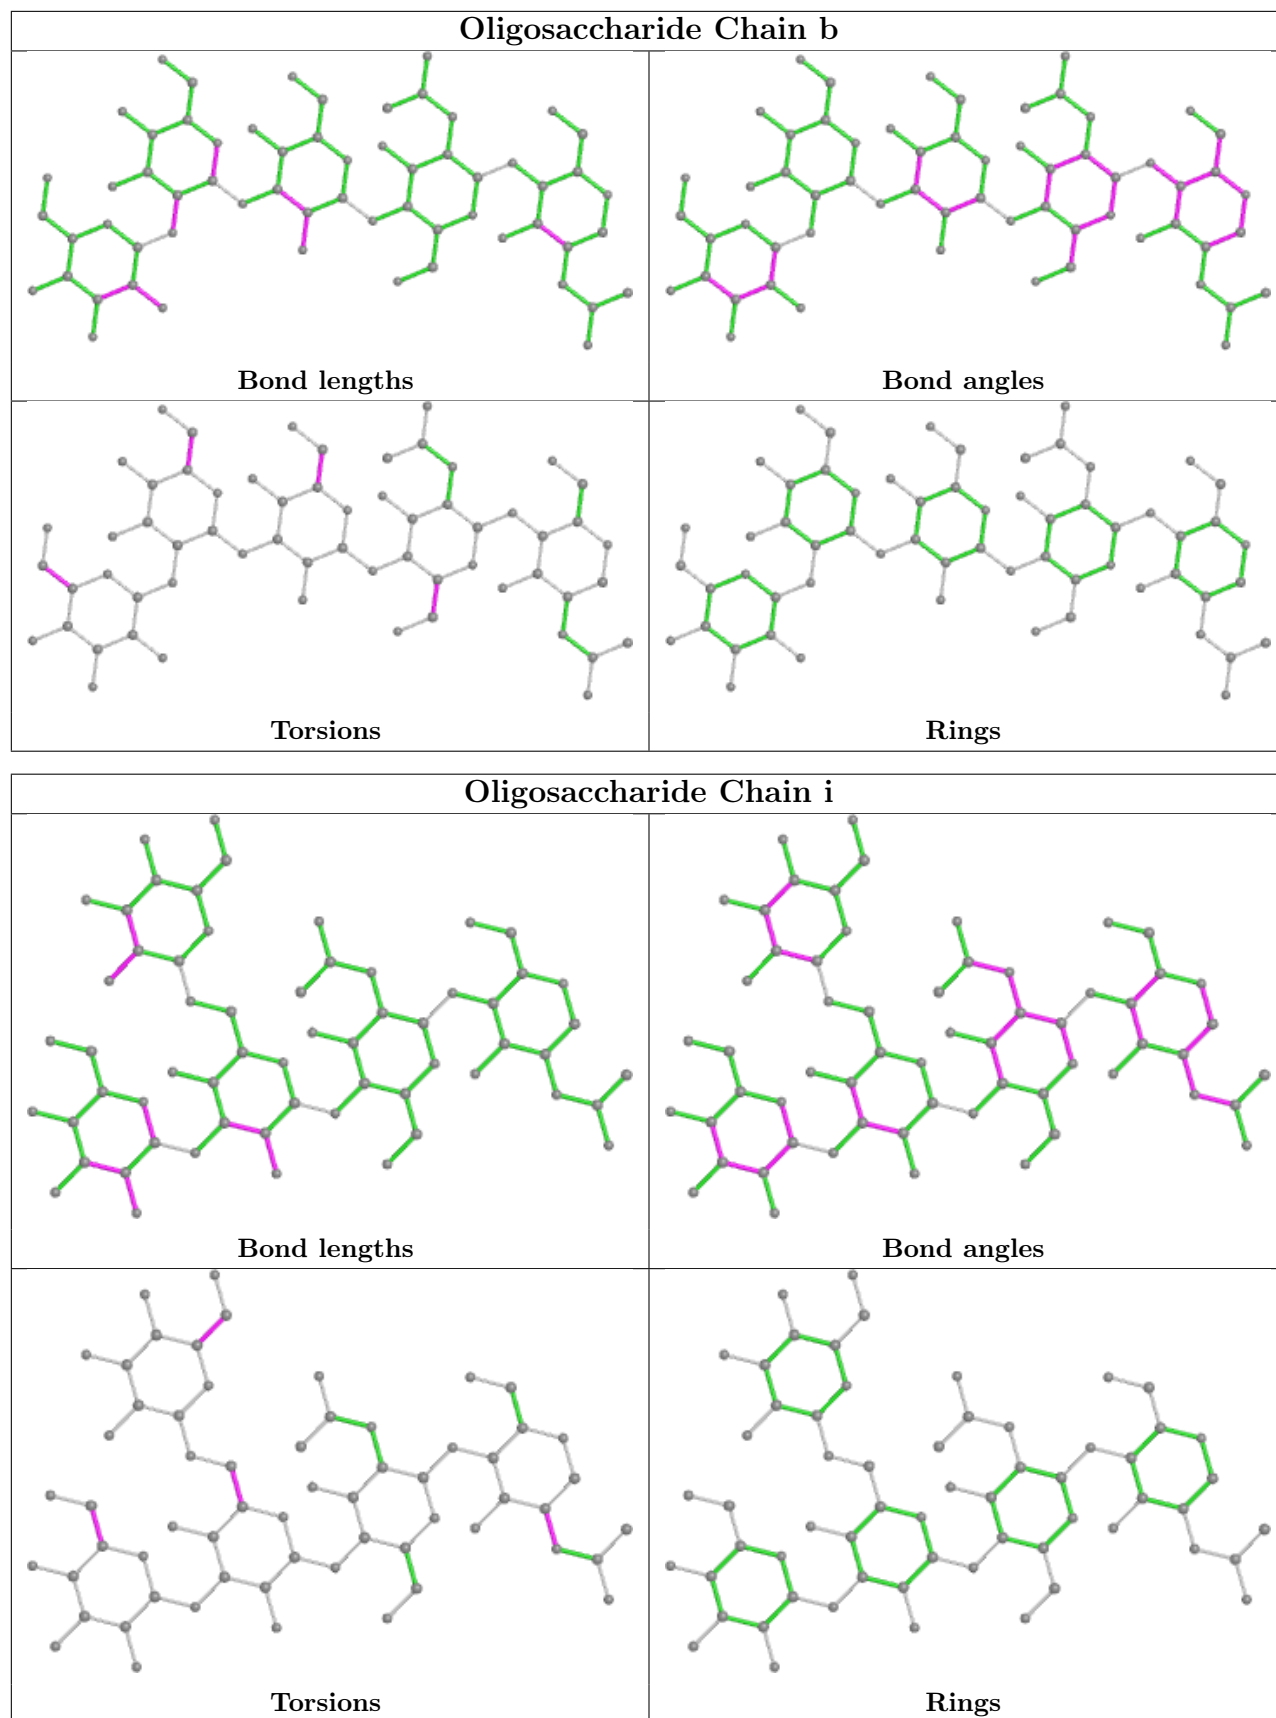 Oligosaccharide Chain b
Bond lengths
Bond angles
Torsions
Rings
Oligosaccharide Chain i
Bond lengths
Bond angles
Torsions
Rings